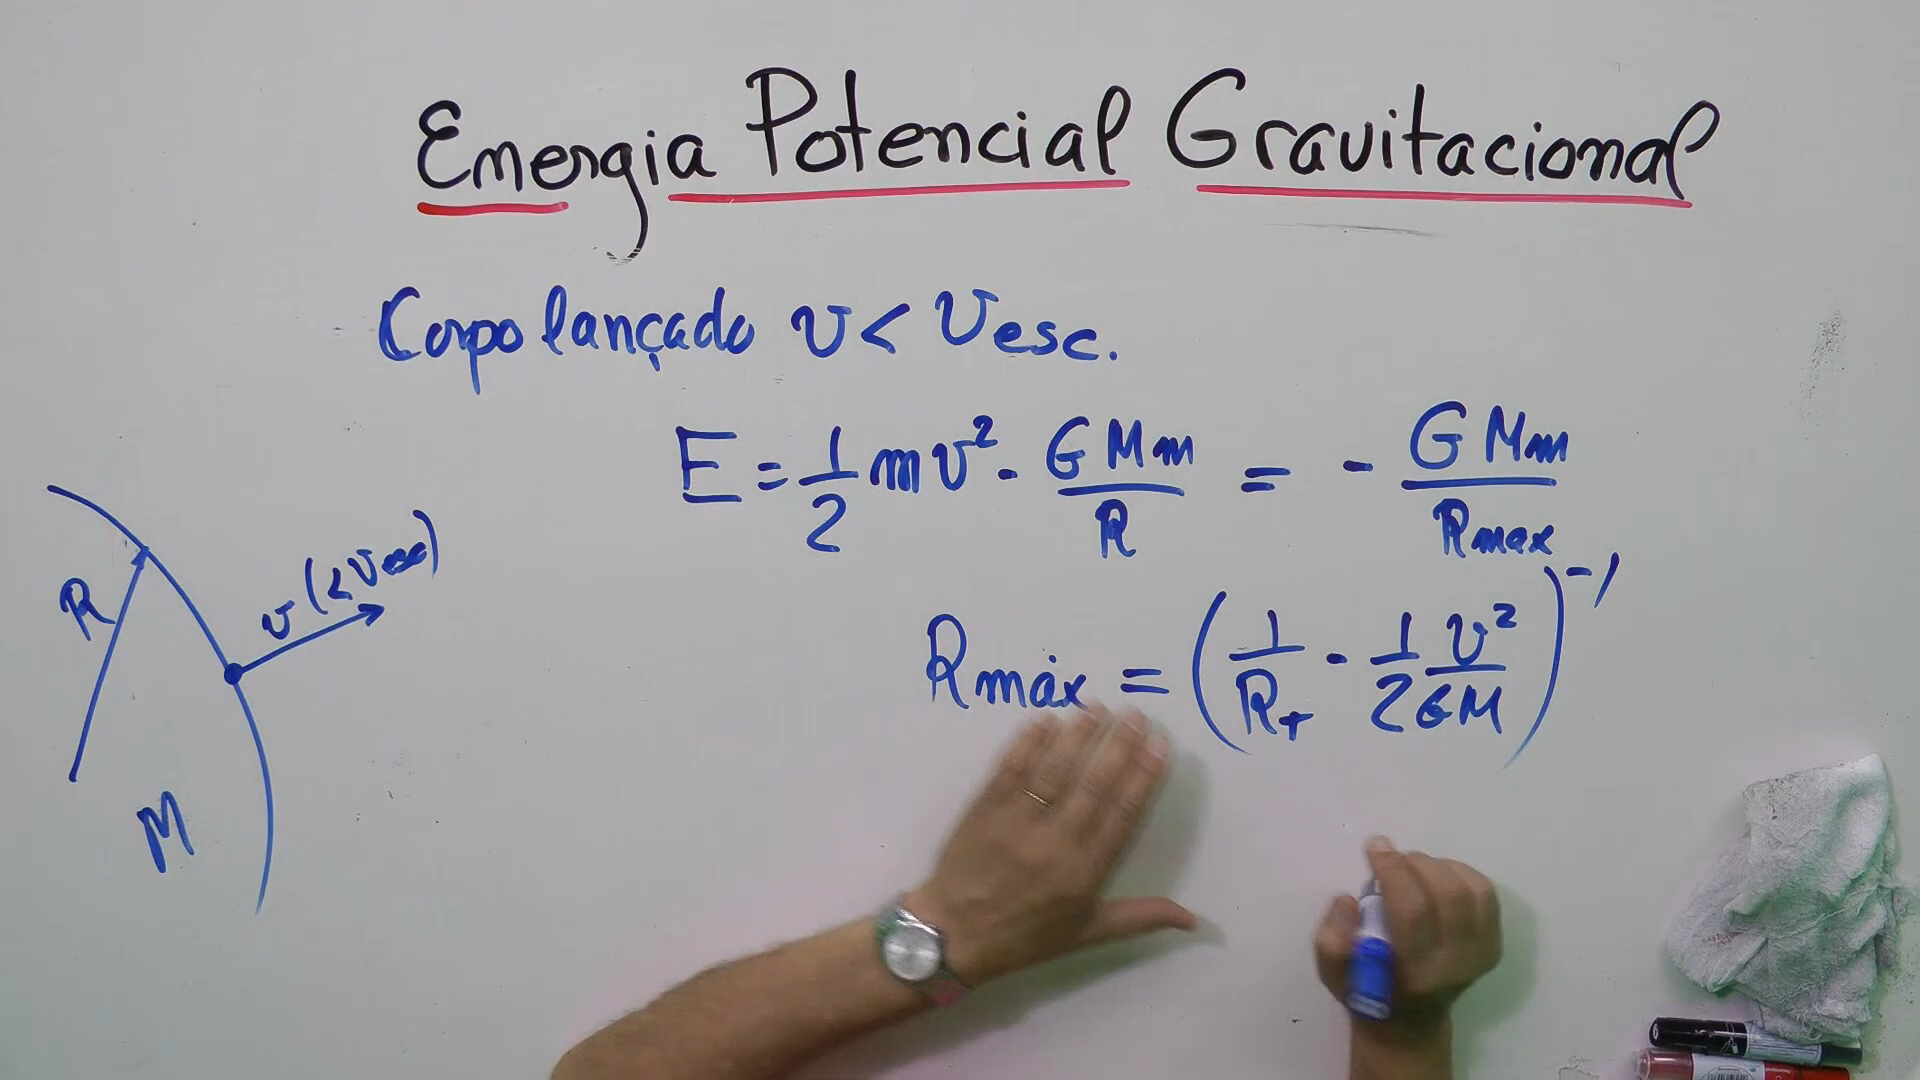 Energia Potencial Gravitacional
Corpo lançado v < Vesc.
E = 1/2 mv² - GMm/R = - GMm/Rmax
R
v (<Vesc)
M
Rmáx = (1/R_T - 1/2 v²/GM)⁻¹